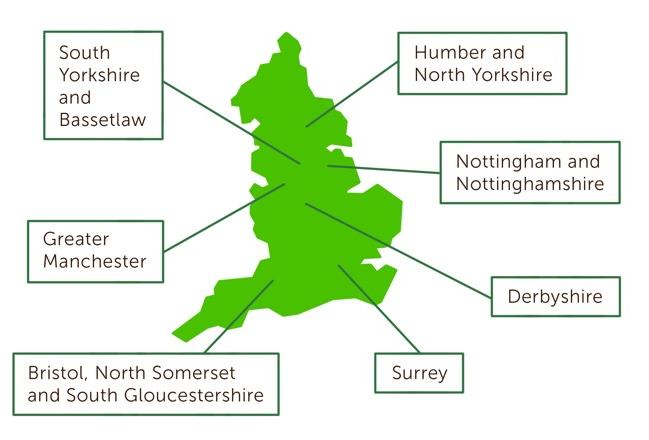 South
Yorkshire
and
Bassetlaw
Humber and
North Yorkshire
Nottingham and
Nottinghamshire
Greater
Manchester
Derbyshire
Bristol, North Somerset
and South Gloucestershire
Surrey